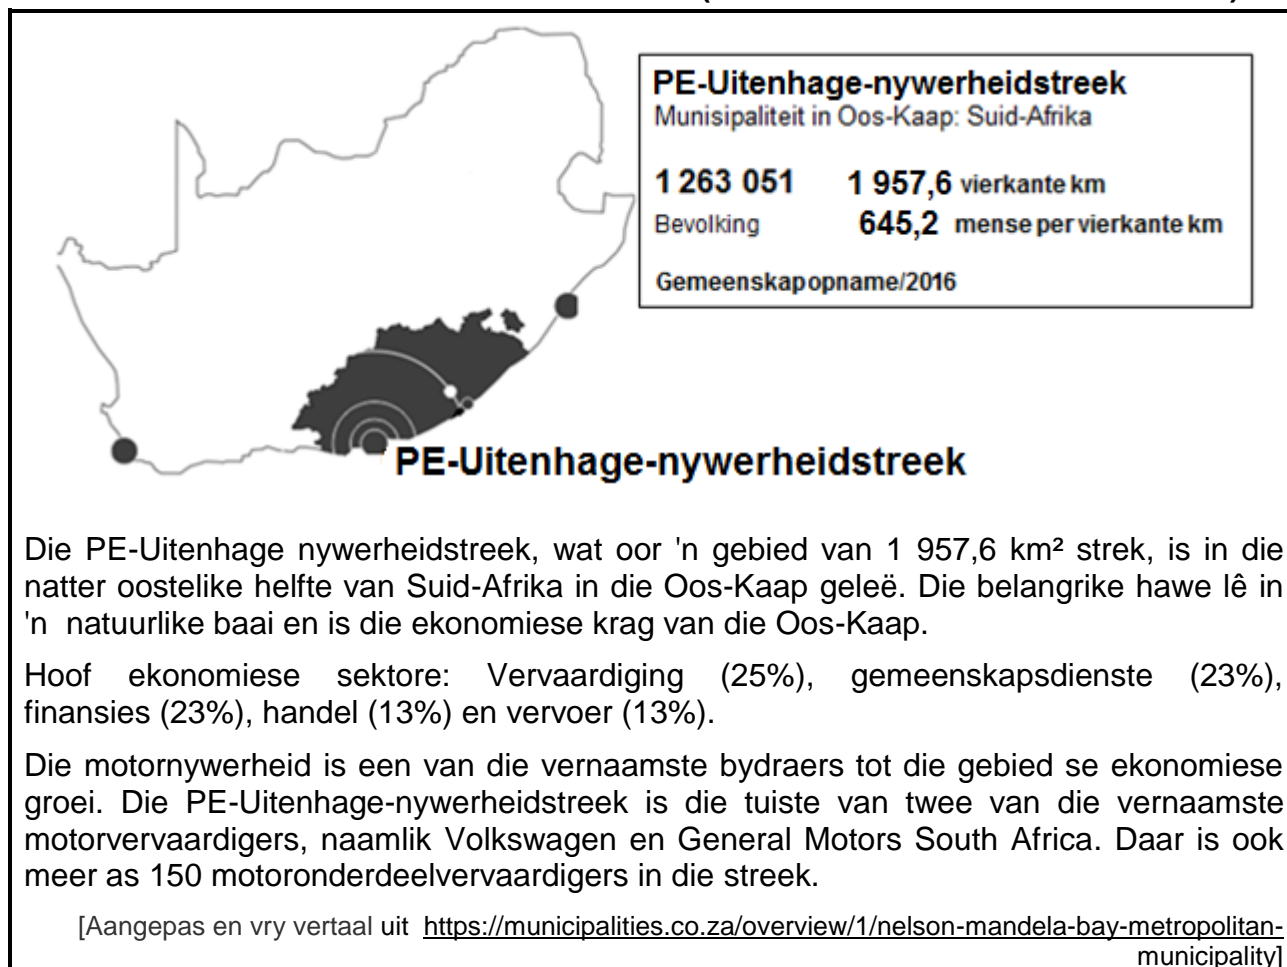 PE-Uitenhage-nywerheidstreek
Munisipaliteit in Oos-Kaap: Suid-Afrika
1 263 051 1 957,6 vierkante km
Bevolking 645,2 mense per vierkante km
Gemeenskapopname/2016
PE-Uitenhage-nywerheidstreek
Die PE-Uitenhage nywerheidstreek, wat oor 'n gebied van 1 957,6 km² strek, is in die
natter oostelike helfte van Suid-Afrika in die Oos-Kaap geleë. Die belangrike hawe lê in
'n natuurlike baai en is die ekonomiese krag van die Oos-Kaap.
Hoof ekonomiese sektore: Vervaardiging (25%), gemeenskapsdienste (23%),
finansies (23%), handel (13%) en vervoer (13%).
Die motornywerheid is een van die vernaamste bydraers tot die gebied se ekonomiese
groei. Die PE-Uitenhage-nywerheidstreek is die tuiste van twee van die vernaamste
motorvervaardigers, naamlik Volkswagen en General Motors South Africa. Daar is ook
meer as 150 motoronderdeelvervaardigers in die streek.
[Aangepas en vry vertaal uit https://municipalities.co.za/overview/1/nelson-mandela-bay-metropolitan-
municipality]